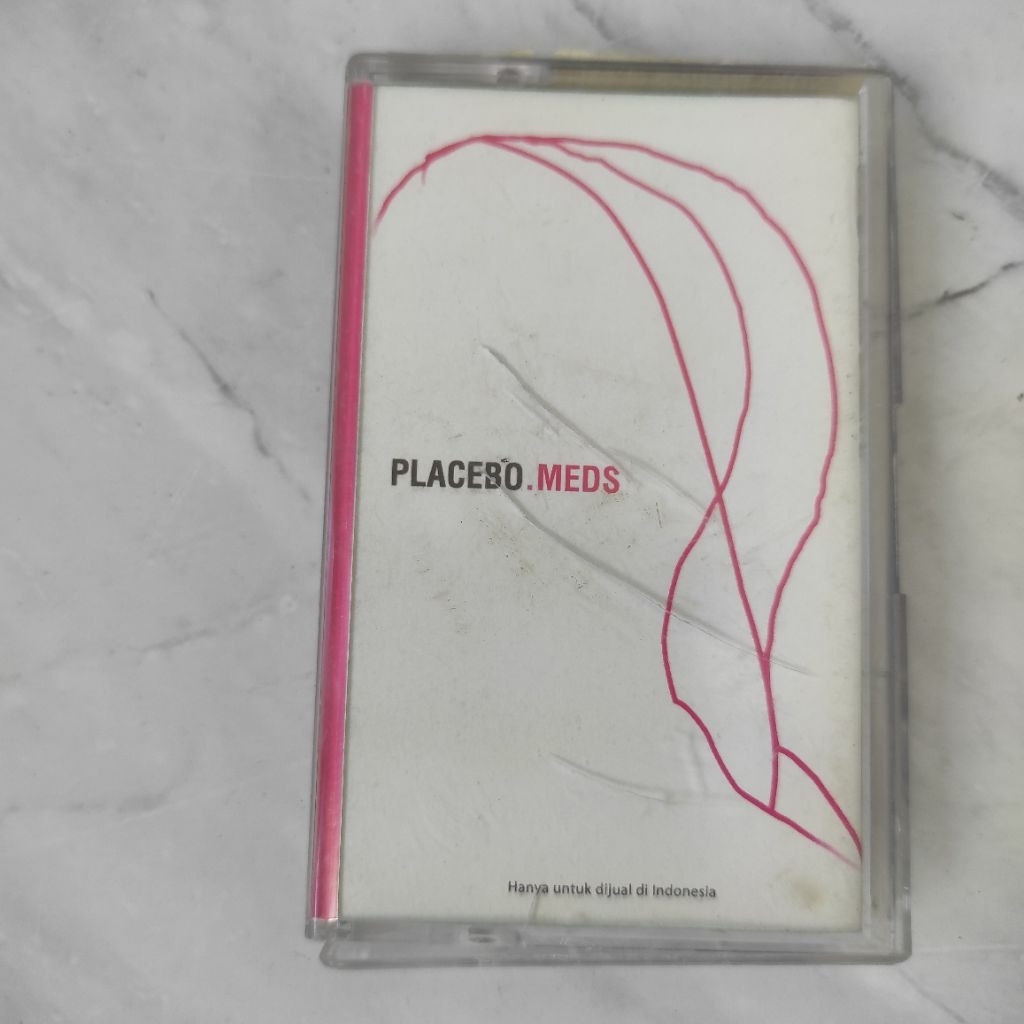 PLACEBO.MEDS
Hanya untuk dijual di Indonesia